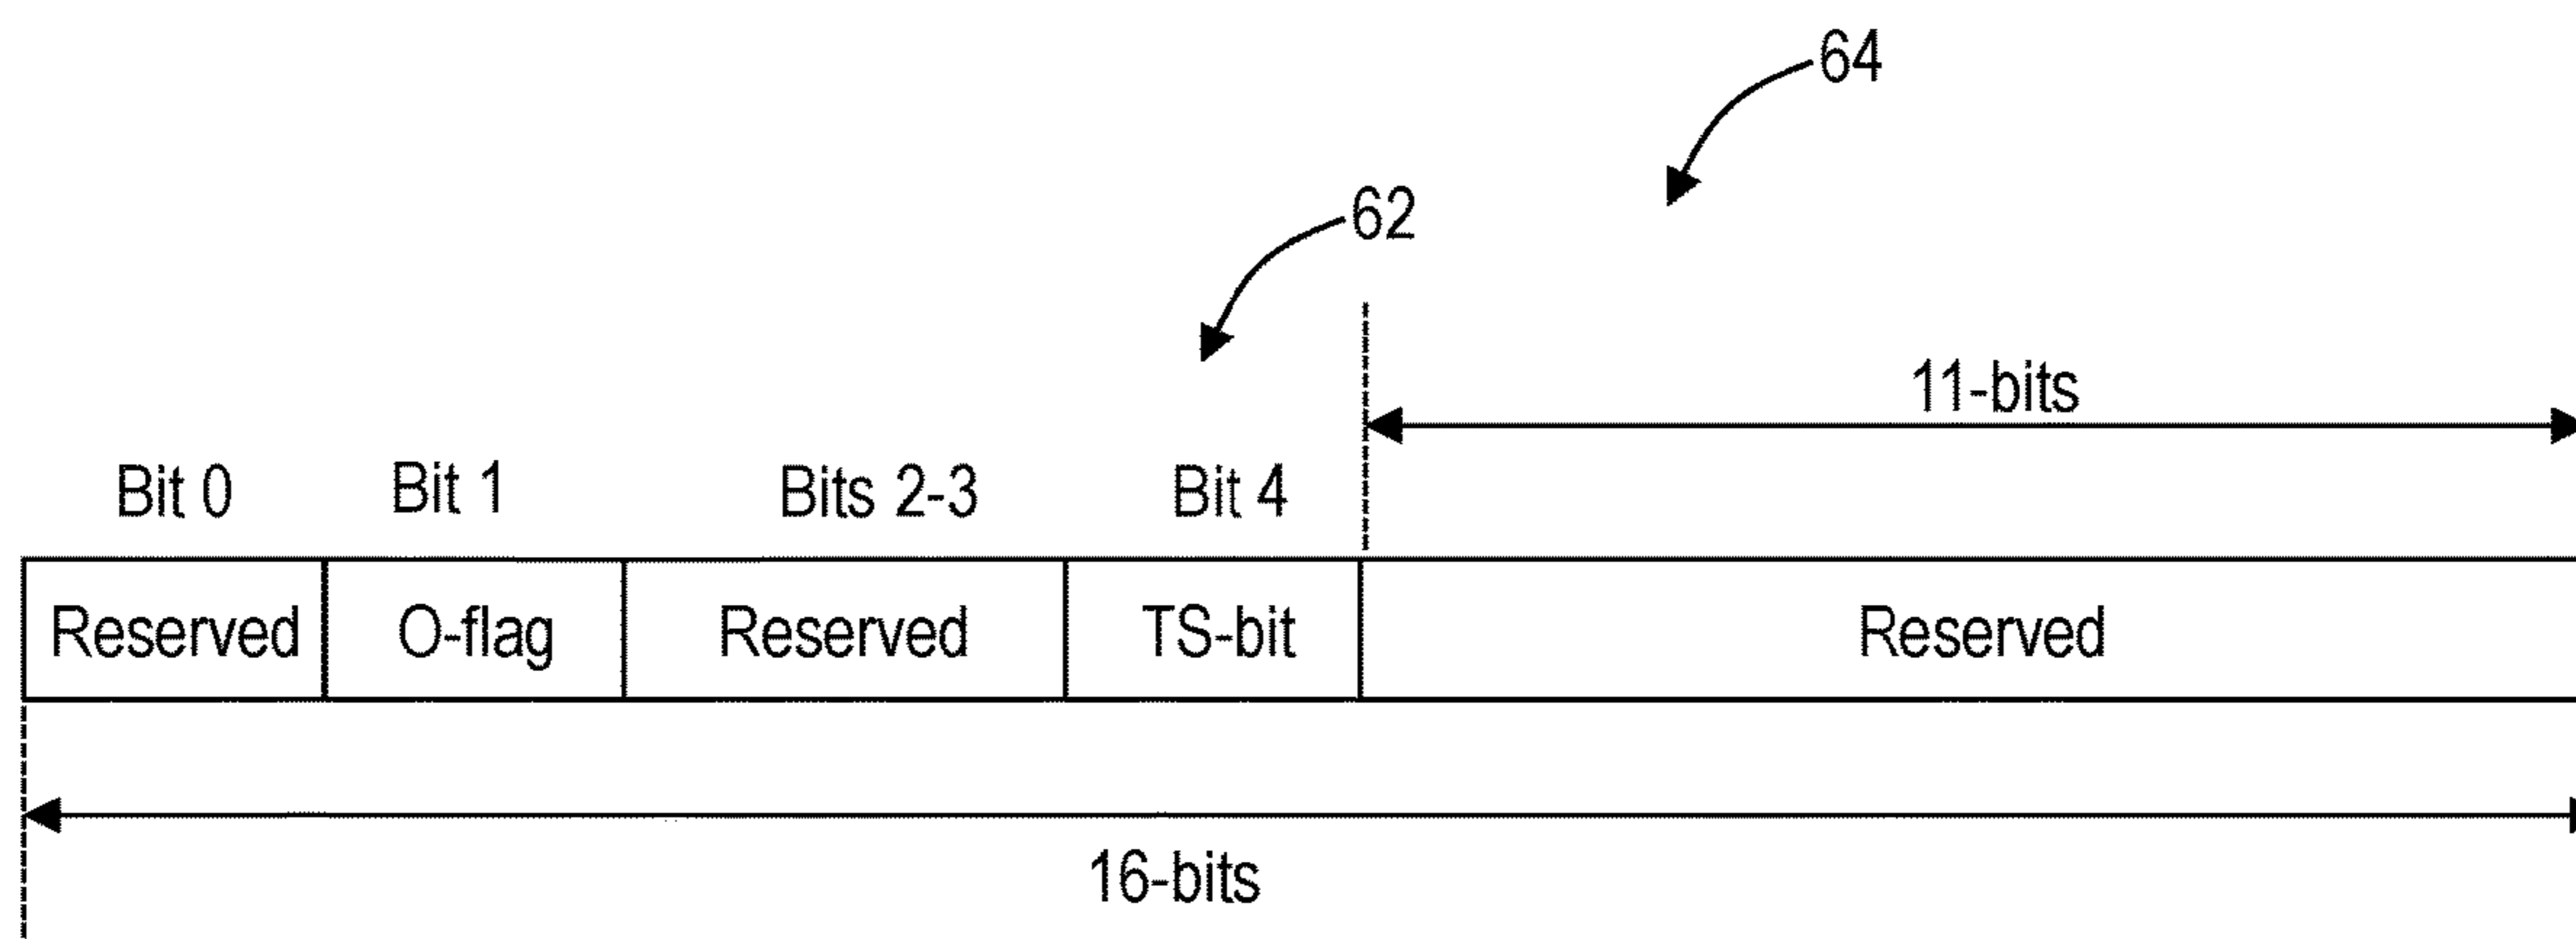 64
62
11-bits
Bit 0 Bit 1 Bits 2-3 Bit 4
Reserved O-flag Reserved TS-bit Reserved
16-bits